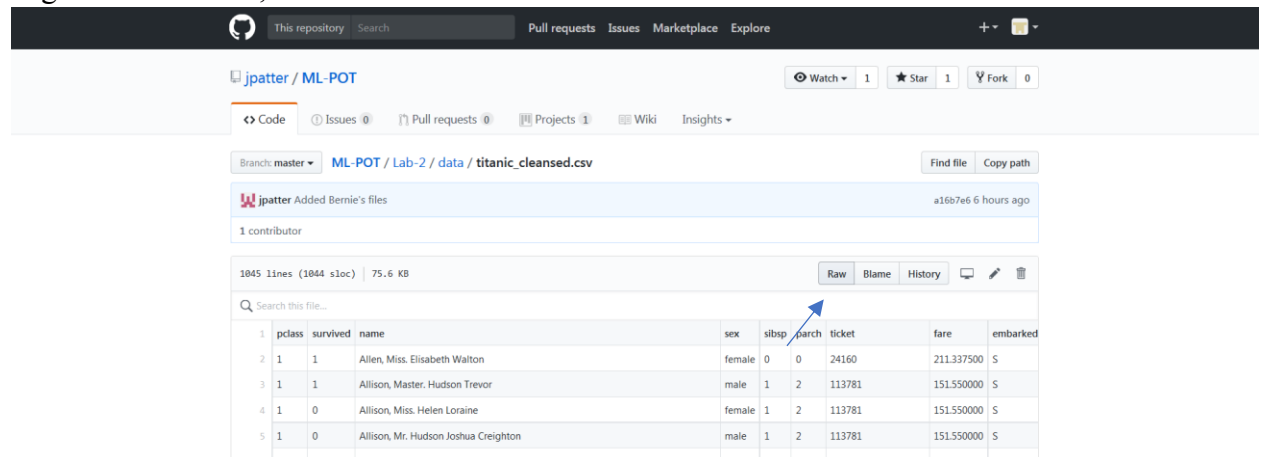 This repository Search Pull requests Issues Marketplace Explore
jpatter / ML-POT Watch 1 Star 1 Fork 0
Code Issues 0 Pull requests 0 Projects 1 Wiki Insights
Branch: master ML-POT / Lab-2 / data / titanic_cleansed.csv Find file Copy path
jpatter Added Bernie's files a16b7e6 6 hours ago
1 contributor
1045 lines (1044 sloc) 75.6 KB Raw Blame History
Search this file...
1 pclass survived name sex sibsp parch ticket fare embarked
2 1 1 Allen, Miss. Elisabeth Walton female 0 0 24160 211.337500 S
3 1 1 Allison, Master. Hudson Trevor male 1 2 113781 151.550000 S
4 1 0 Allison, Miss. Helen Loraine female 1 2 113781 151.550000 S
5 1 0 Allison, Mr. Hudson Joshua Creighton male 1 2 113781 151.550000 S